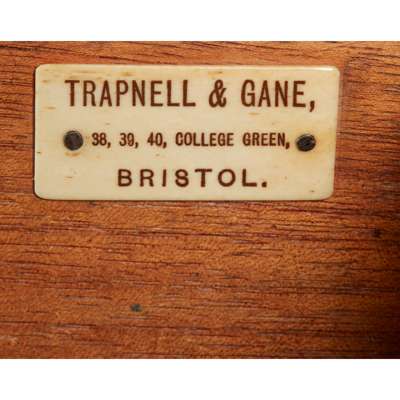 TRAPNELL & GANE,
38, 39, 40, COLLEGE GREEN,
BRISTOL.